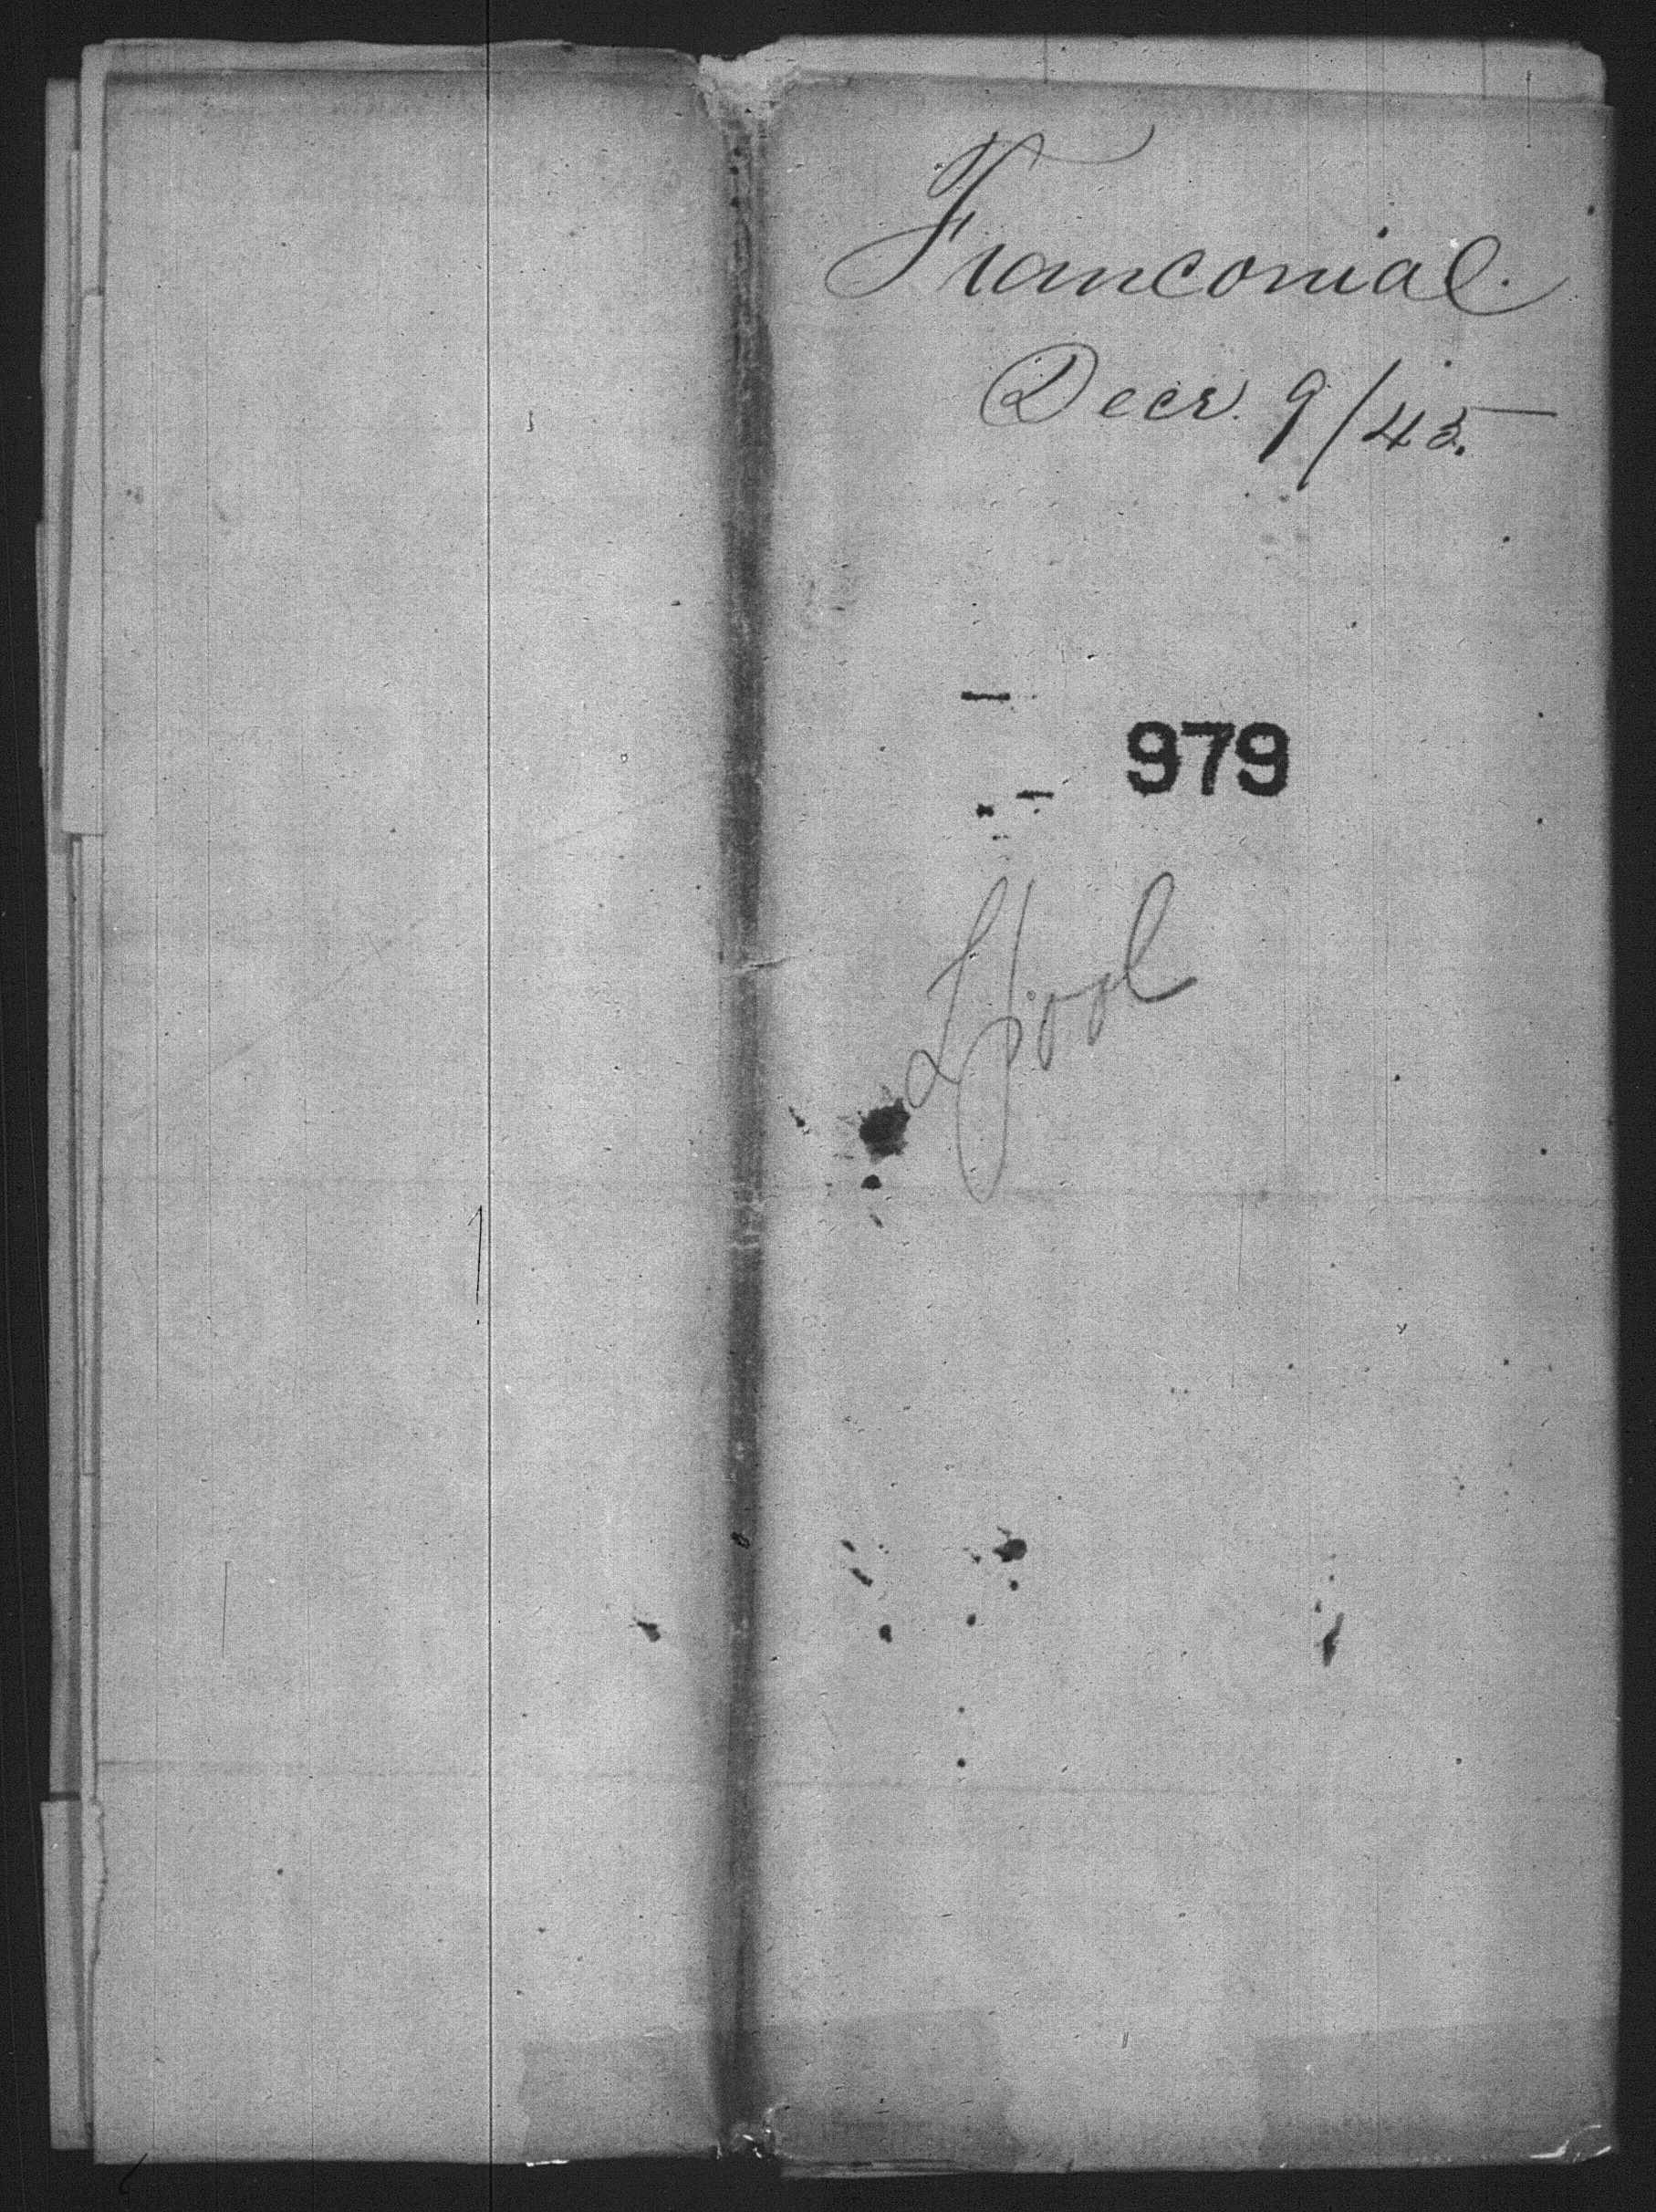 Franconia
Decr. 9/45.
979
L'pool